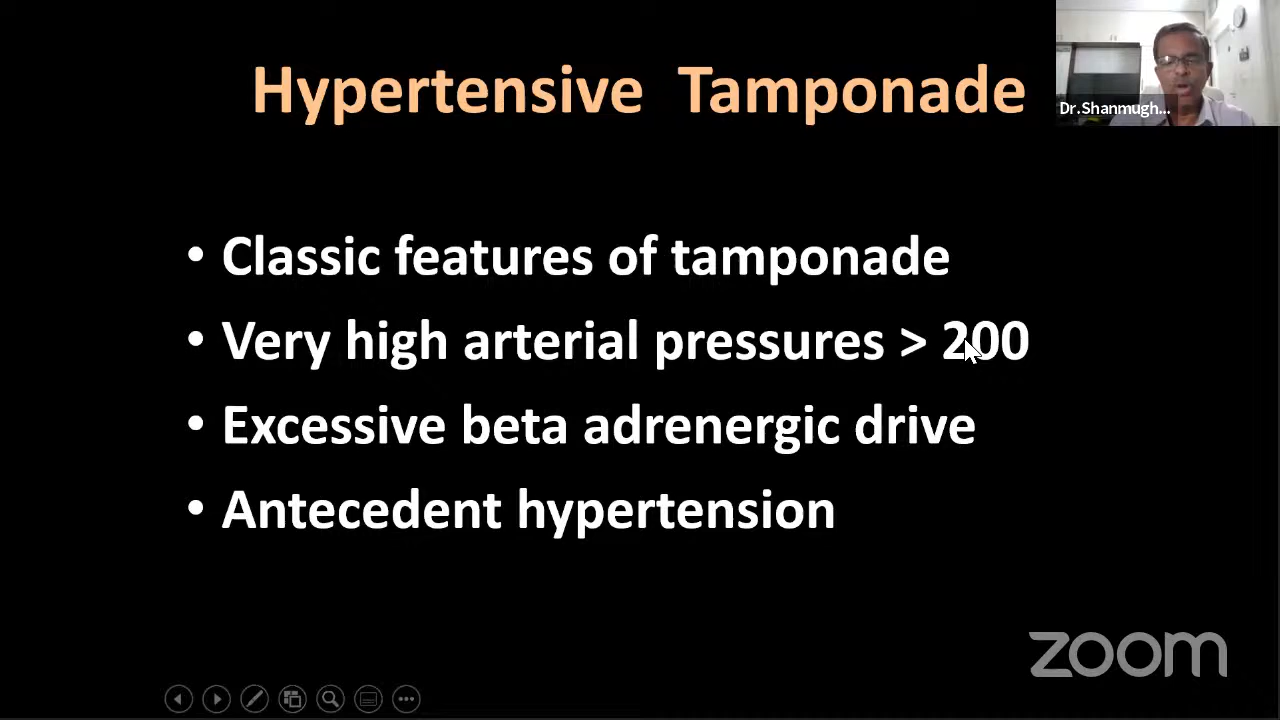 Hypertensive Tamponade
Dr.Shanmugh...
• Classic features of tamponade
• Very high arterial pressures > 200
• Excessive beta adrenergic drive
• Antecedent hypertension
zoom